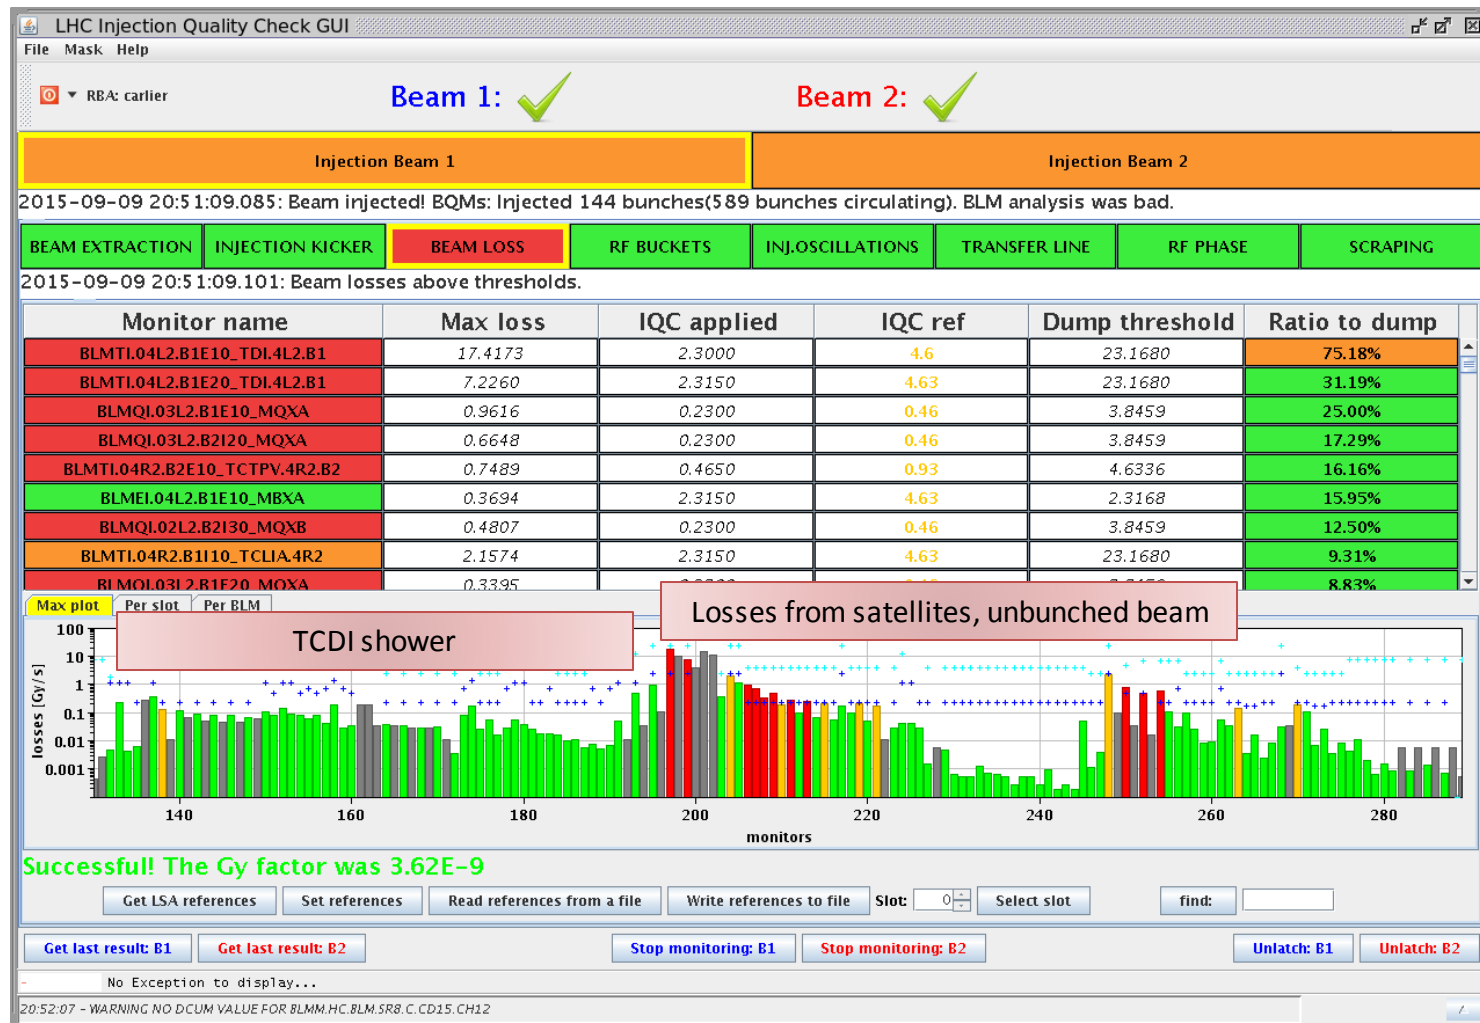 LHC Injection Quality Check GUI
File Mask Help
RBA: carlier
Beam 1:
Beam 2:
Injection Beam 1
Injection Beam 2
2015-09-09 20:51:09.085: Beam injected! BQMs: Injected 144 bunches(589 bunches circulating). BLM analysis was bad.
BEAM EXTRACTION INJECTION KICKER BEAM LOSS RF BUCKETS INJ.OSCILLATIONS TRANSFER LINE RF PHASE SCRAPING
2015-09-09 20:51:09.101: Beam losses above thresholds.
Monitor name Max loss IQC applied IQC ref Dump threshold Ratio to dump
BLMTI.04L2.B1E10_TDI.4L2.B1 17.4173 2.3000 4.6 23.1680 75.18%
BLMTI.04L2.B1E20_TDI.4L2.B1 7.2260 2.3150 4.63 23.1680 31.19%
BLMQI.03L2.B1E10_MQXA 0.9616 0.2300 0.46 3.8459 25.00%
BLMQI.03L2.B2I20_MQXA 0.6648 0.2300 0.46 3.8459 17.29%
BLMTI.04R2.B2E10_TCTPV.4R2.B2 0.7489 0.4650 0.93 4.6336 16.16%
BLMEI.04L2.B1E10_MBXA 0.3694 2.3150 4.63 2.3168 15.95%
BLMQI.02L2.B2I30_MQXB 0.4807 0.2300 0.46 3.8459 12.50%
BLMTI.04R2.B1I10_TCLIA.4R2 2.1574 2.3150 4.63 23.1680 9.31%
BLMQI.03L2.B1E20_MQXA 0.3395 8.83%
Max plot Per slot Per BLM
TCDI shower
Losses from satellites, unbunched beam
losses [Gy/s]
100
10
1
0.1
0.01
0.001
140 160 180 200 220 240 260 280
monitors
Successful! The Gy factor was 3.62E-9
Get LSA references Set references Read references from a file Write references to file Slot: 0 Select slot find:
Get last result: B1 Get last result: B2 Stop monitoring: B1 Stop monitoring: B2 Unlatch: B1 Unlatch: B2
- No Exception to display...
20:52:07 - WARNING NO DCUM VALUE FOR BLMM.HC.BLM.SR8.C.CD15.CH12